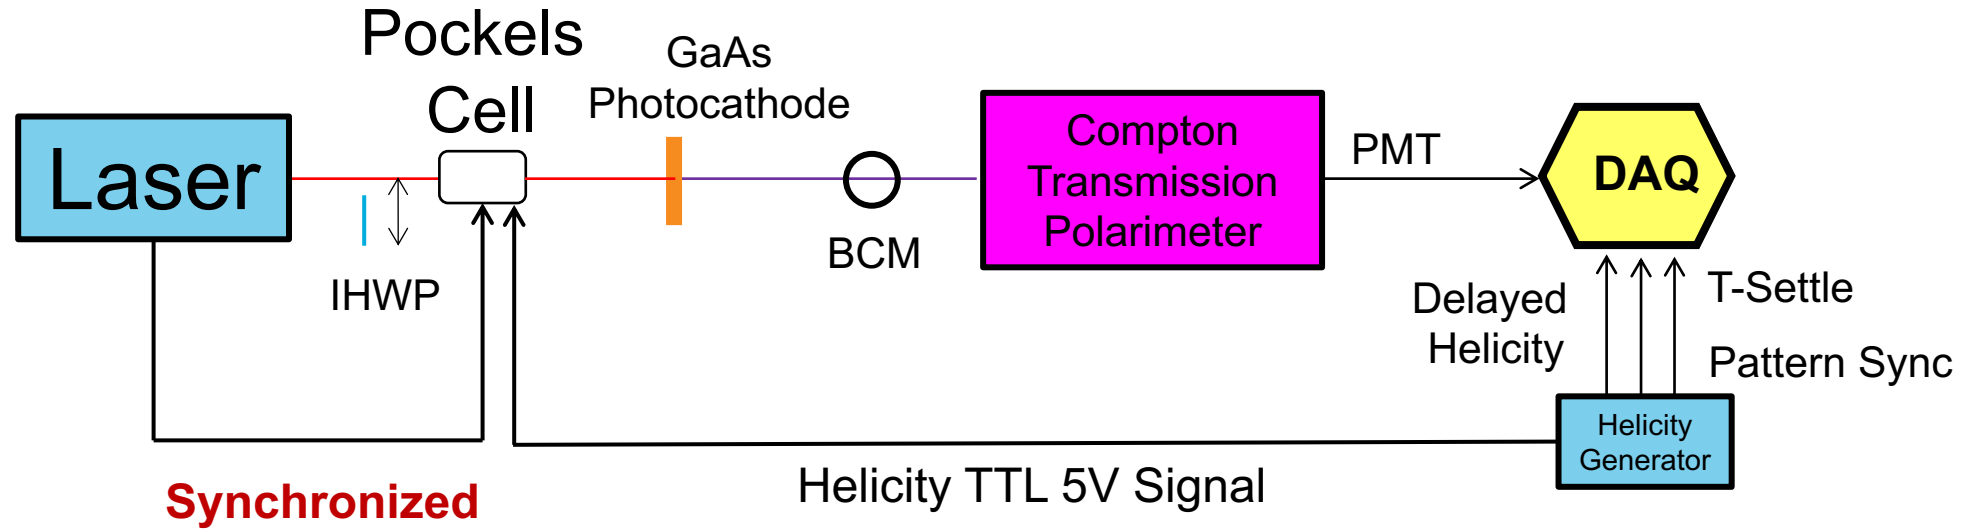 Pockels
Cell
GaAs
Photocathode
Laser
IHWP
BCM
Compton
Transmission
Polarimeter
PMT
DAQ
Delayed
Helicity
T-Settle
Pattern Sync
Helicity
Generator
Helicity TTL 5V Signal
Synchronized